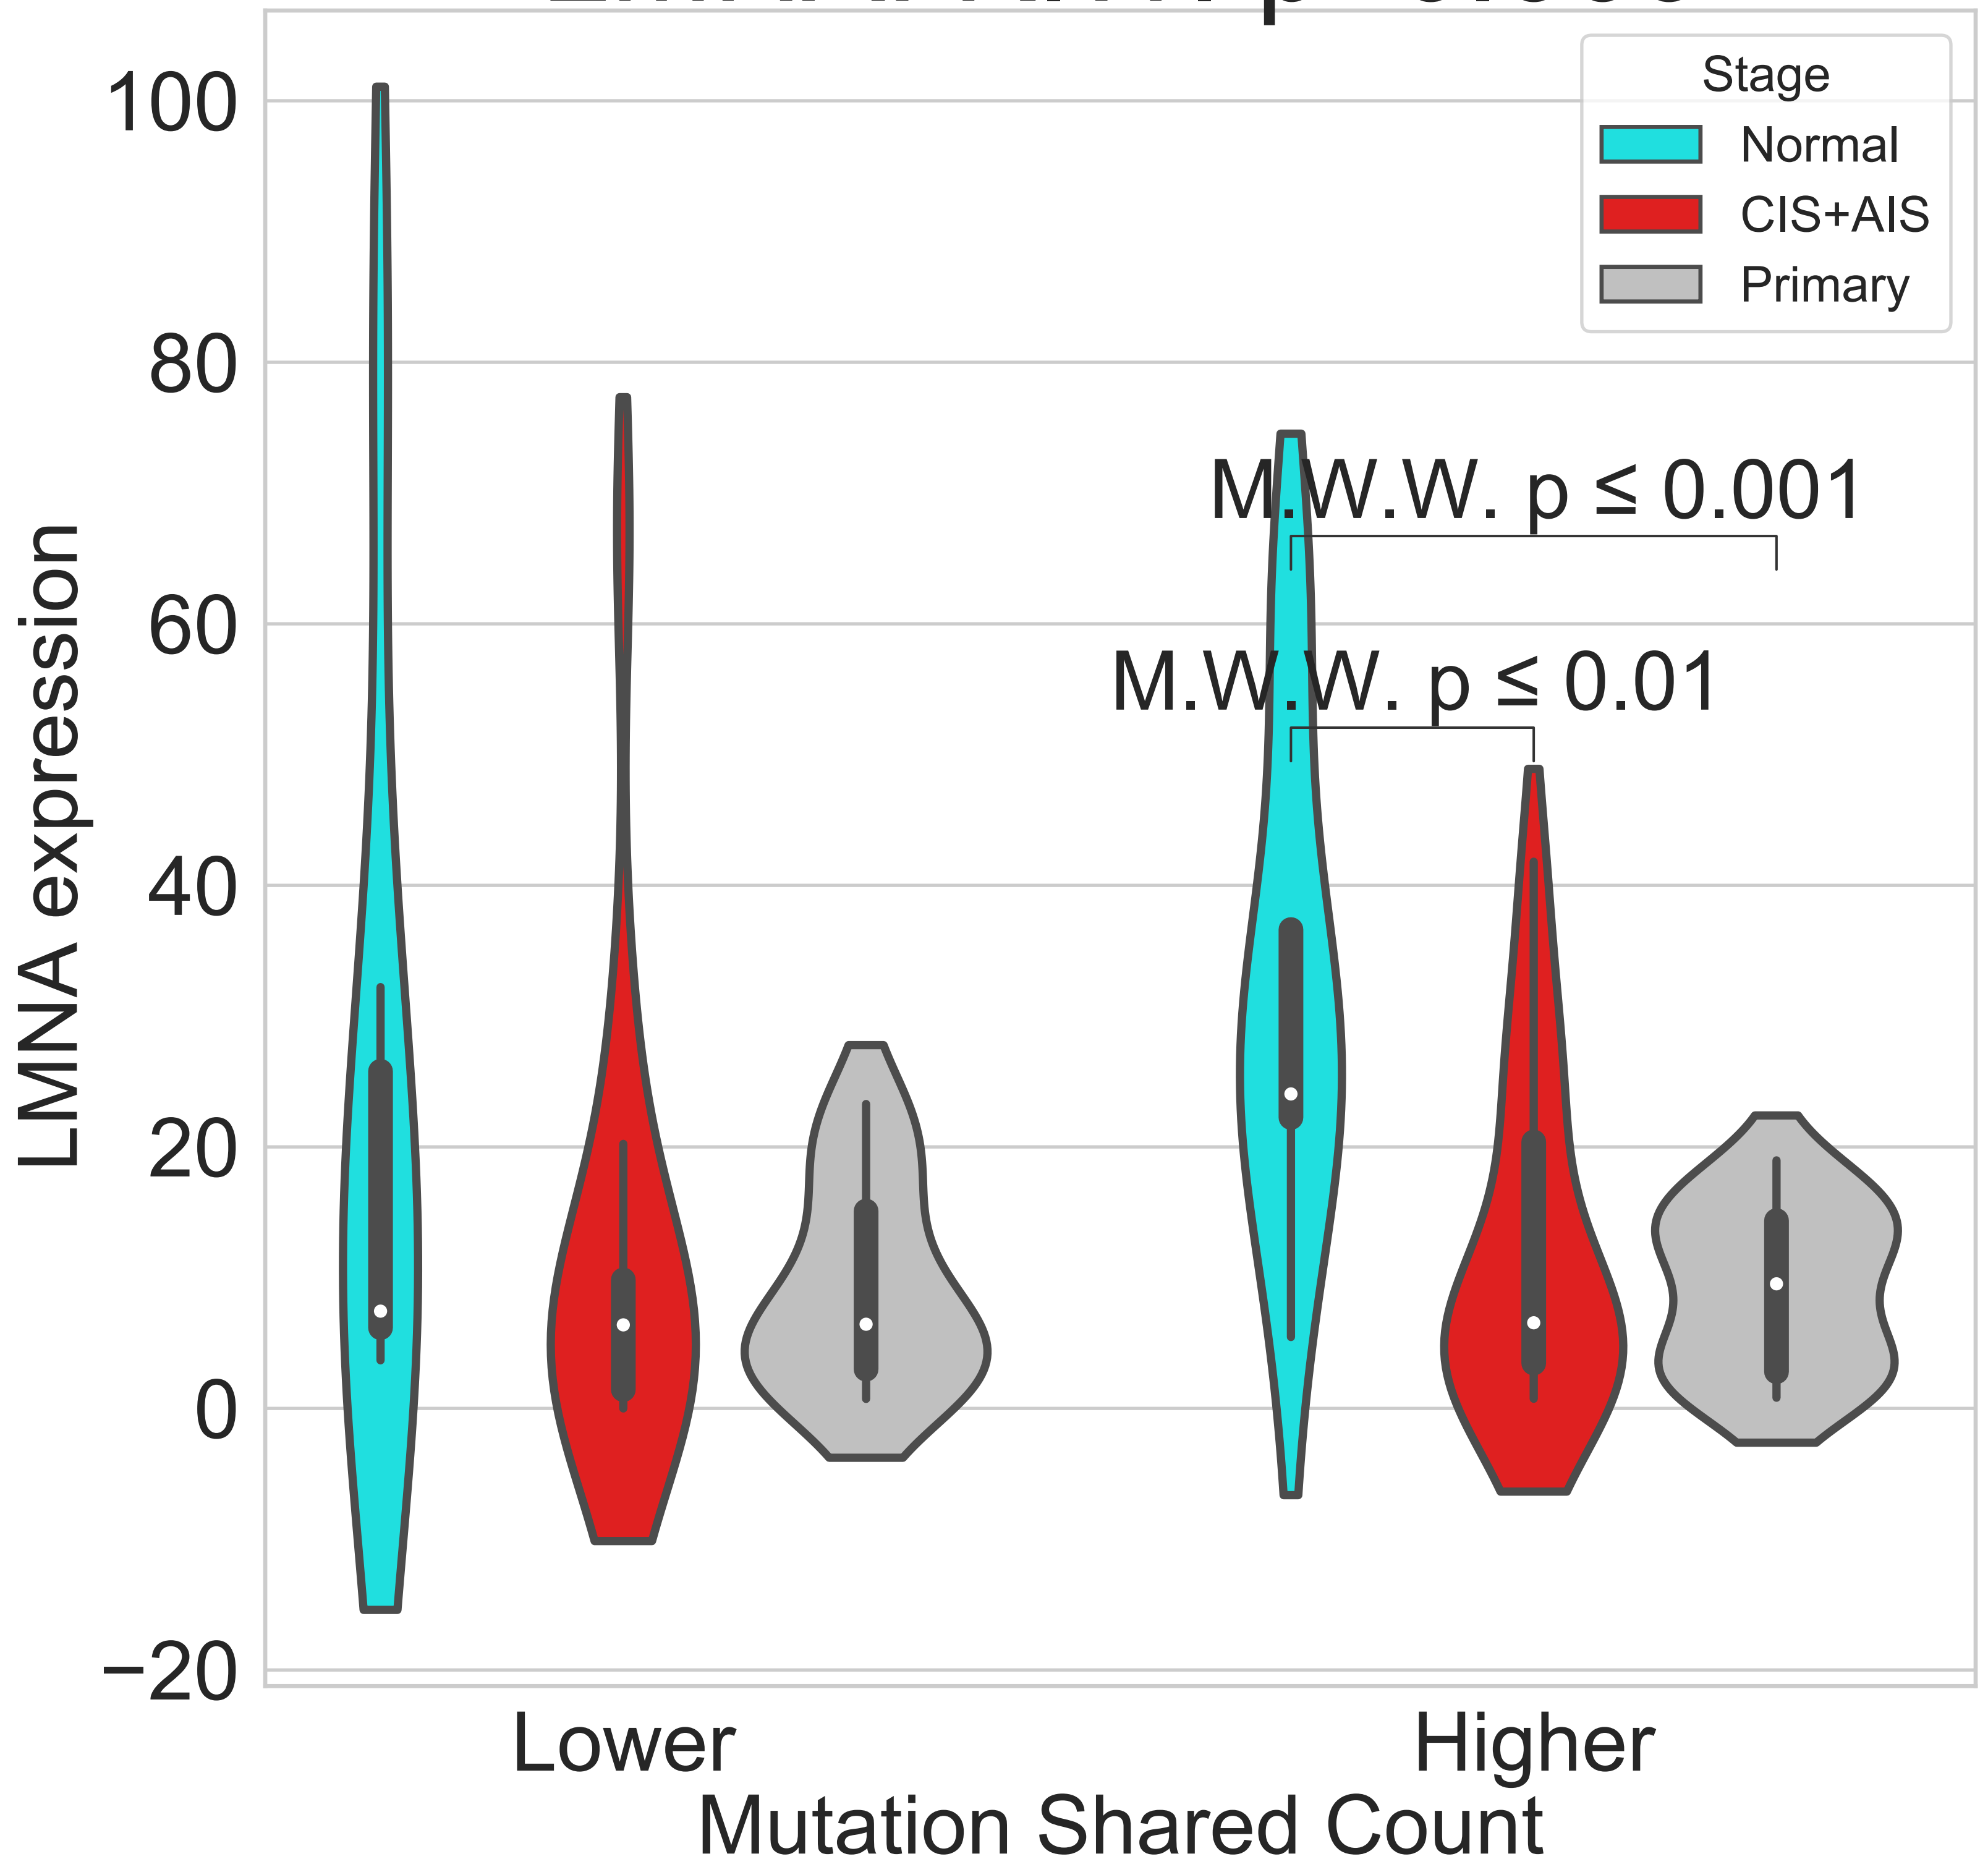 100
80
60
40
20
0
−20
LMNA expression
Stage
Normal
CIS+AIS
Primary
M.W.W. p ≤ 0.001
M.W.W. p ≤ 0.01
Lower
Higher
Mutation Shared Count